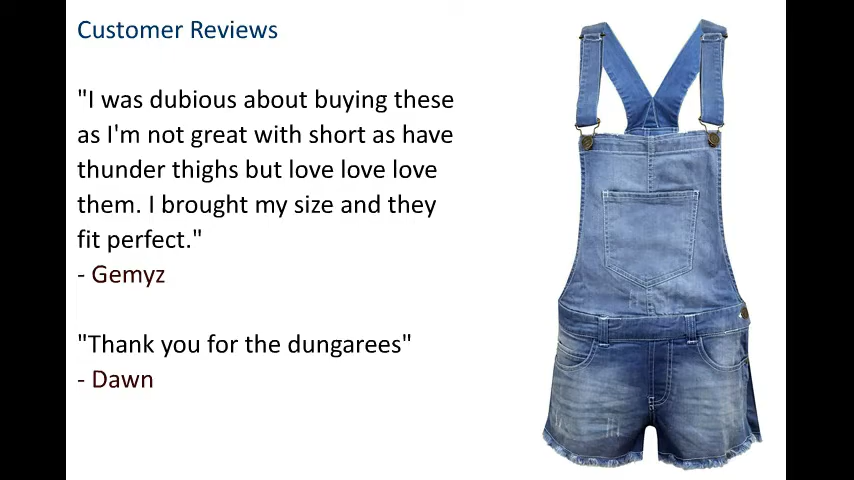 Customer Reviews
"I was dubious about buying these
as I'm not great with short as have
thunder thighs but love love love
them. I brought my size and they
fit perfect."
- Gemyz
"Thank you for the dungarees"
- Dawn